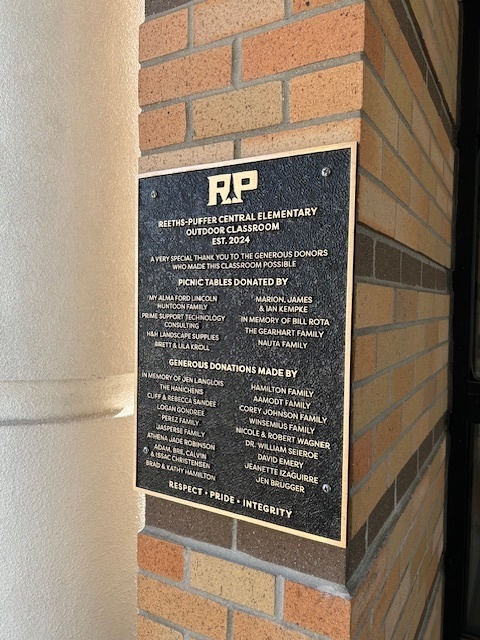 RP
REETHS-PUFFER CENTRAL ELEMENTARY
OUTDOOR CLASSROOM
EST. 2024
A VERY SPECIAL THANK YOU TO THE GENEROUS DONORS
WHO MADE THIS CLASSROOM POSSIBLE
PICNIC TABLES DONATED BY
MY ALMA FORD LINCOLN
HUNTOON FAMILY
PRIME SUPPORT TECHNOLOGY
CONSULTING
H&H LANDSCAPE SUPPLIES
BRETT & LILA KROLL
MARION, JAMES
& IAN KEMPKE
IN MEMORY OF BILL ROTA
THE GEARHART FAMILY
NAUTA FAMILY
GENEROUS DONATIONS MADE BY
IN MEMORY OF JEN LANGLOIS
THE HANICHENS
CLIFF & REBECCA SANDEE
LOGAN GONDREE
PEREZ FAMILY
JASPERSE FAMILY
ATHENA JADE ROBINSON
ADAM, BRIE, CALVIN
& ISSAC CHRISTENSEN
BRAD & KATHY HAMILTON
HAMILTON FAMILY
AAMODT FAMILY
COREY JOHNSON FAMILY
WINSEMIUS FAMILY
NICOLE & ROBERT WAGNER
DR. WILLIAM SEIEROE
DAVID EMERY
JEANETTE IZAGUIRRE
JEN BRUGGER
RESPECT • PRIDE • INTEGRITY